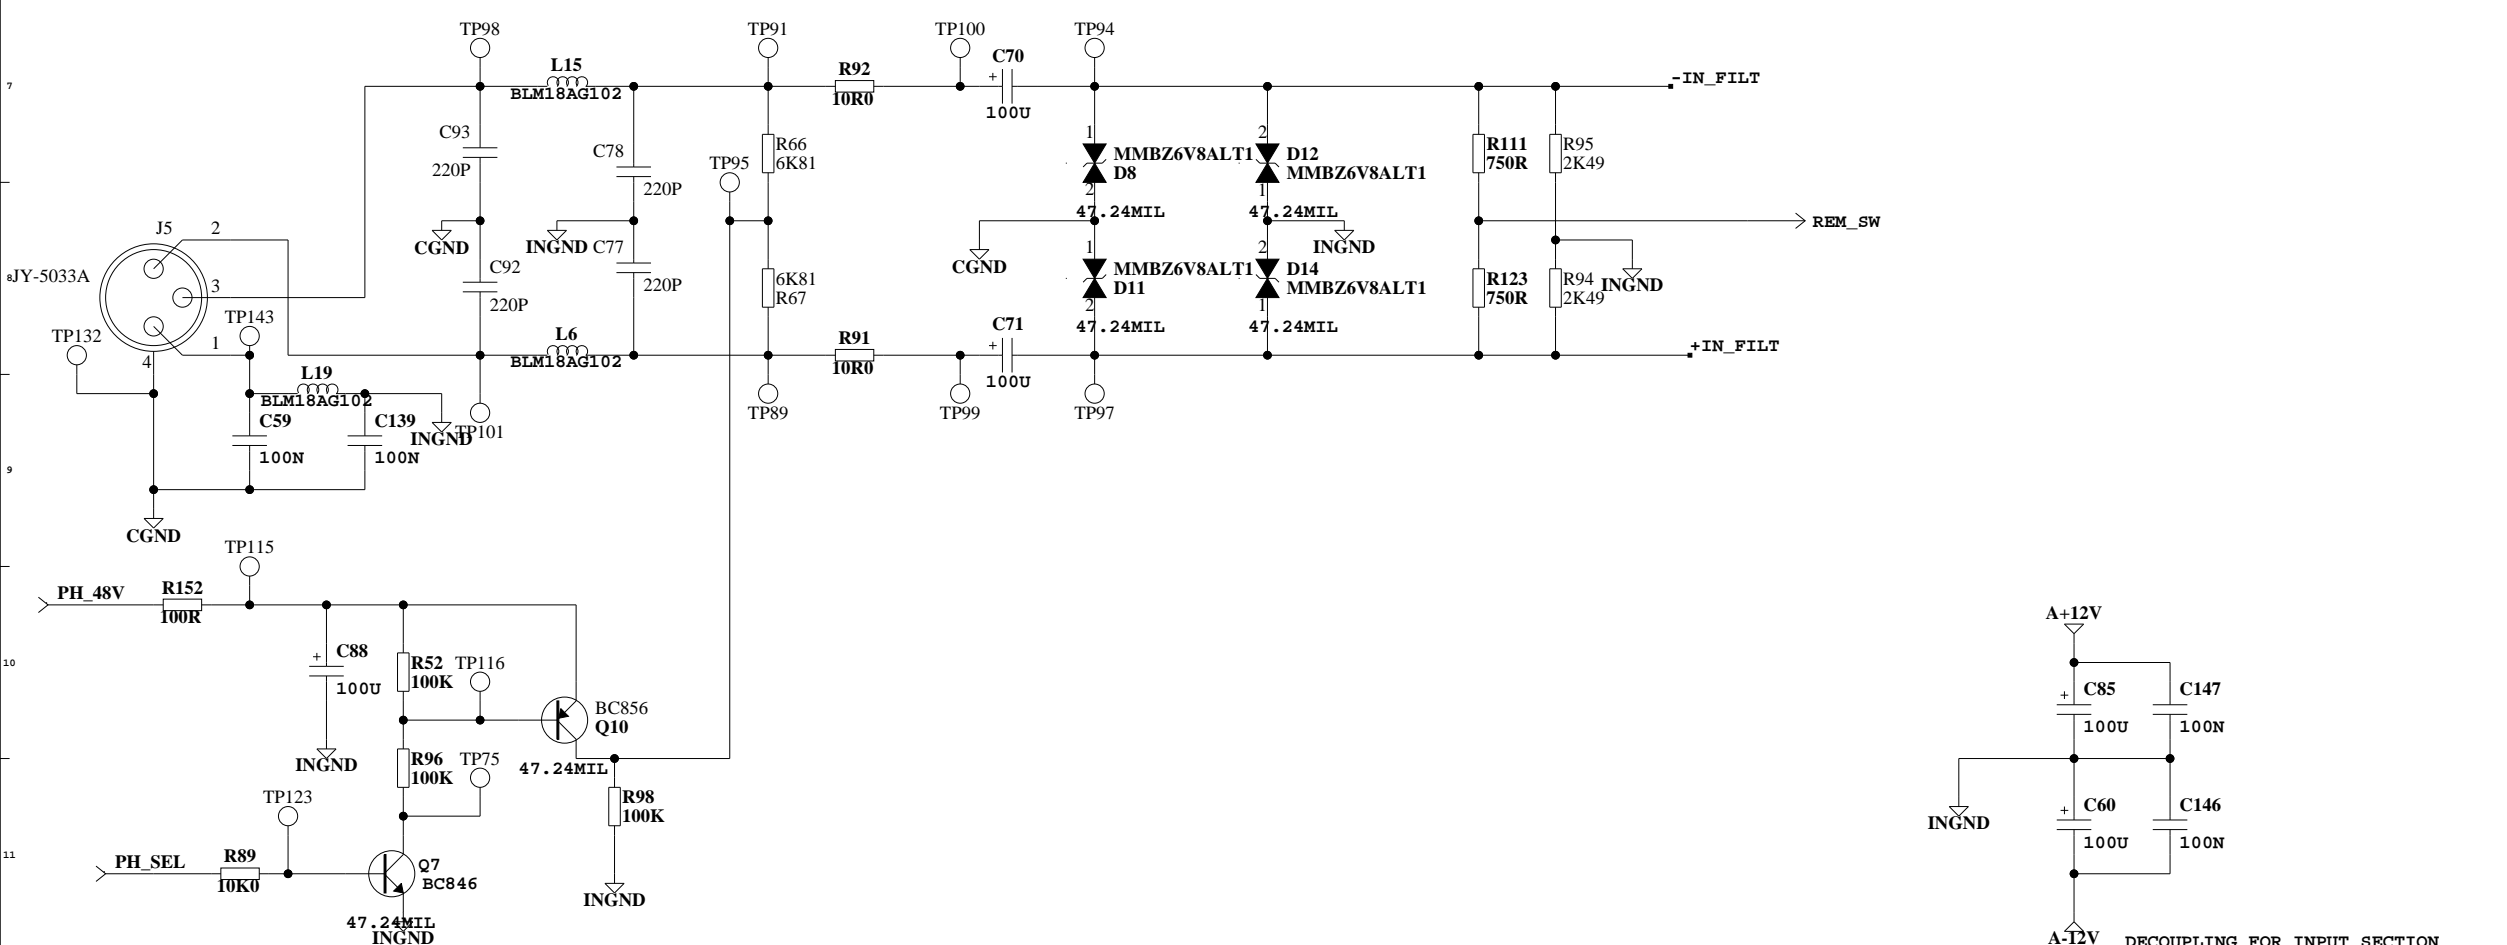 TP98
TP91
TP100
TP94
L15
BLM18AG102
R92
10R0
C70
+
100U
-IN_FILT
7
C93
220P
C78
220P
R66
6K81
TP95
1
MMBZ6V8ALT1
D8
2
47.24MIL
2
D12
MMBZ6V8ALT1
1
47.24MIL
R111
750R
R95
2K49
REM_SW
J5
2
CGND
INGND
C77
220P
CGND
INGND
8
JY-5033A
3
C92
220P
6K81
R67
1
MMBZ6V8ALT1
D11
2
47.24MIL
2
D14
MMBZ6V8ALT1
1
47.24MIL
R123
750R
R94
2K49
INGND
TP143
TP132
1
4
L6
BLM18AG102
R91
10R0
C71
+
100U
+IN_FILT
L19
BLM18AG102
C59
100N
C139
100N
INGND
TP101
TP89
TP99
TP97
9
CGND
TP115
PH_48V
R152
100R
A+12V
10
+
C88
100U
R52
100K
TP116
BC856
Q10
+
C85
100U
C147
100N
INGND
R96
100K
TP75
47.24MIL
TP123
R98
100K
+
C60
100U
C146
100N
INGND
11
PH_SEL
R89
10K0
Q7
BC846
INGND
47.24MIL
INGND
A-12V
DECOUPLING FOR INPUT SECTION